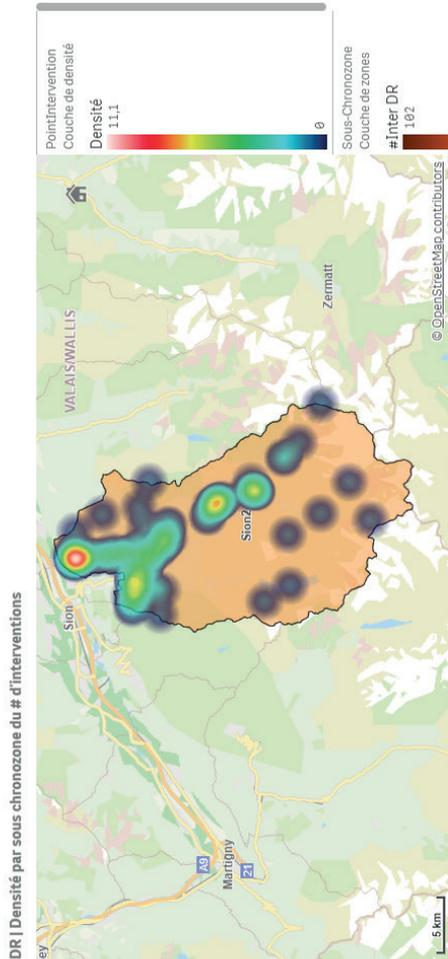 DR | Densité par sous chronozone du # d'interventions
ey
VALAIS/WALLIS
Sion
Sion2
Zermatt
A9
Martigny
21
5 km
© OpenStreetMap contributors
PointIntervention
Couche de densité
Densité
11,1
0
Sous-Chronozone
Couche de zones
#Inter DR
102